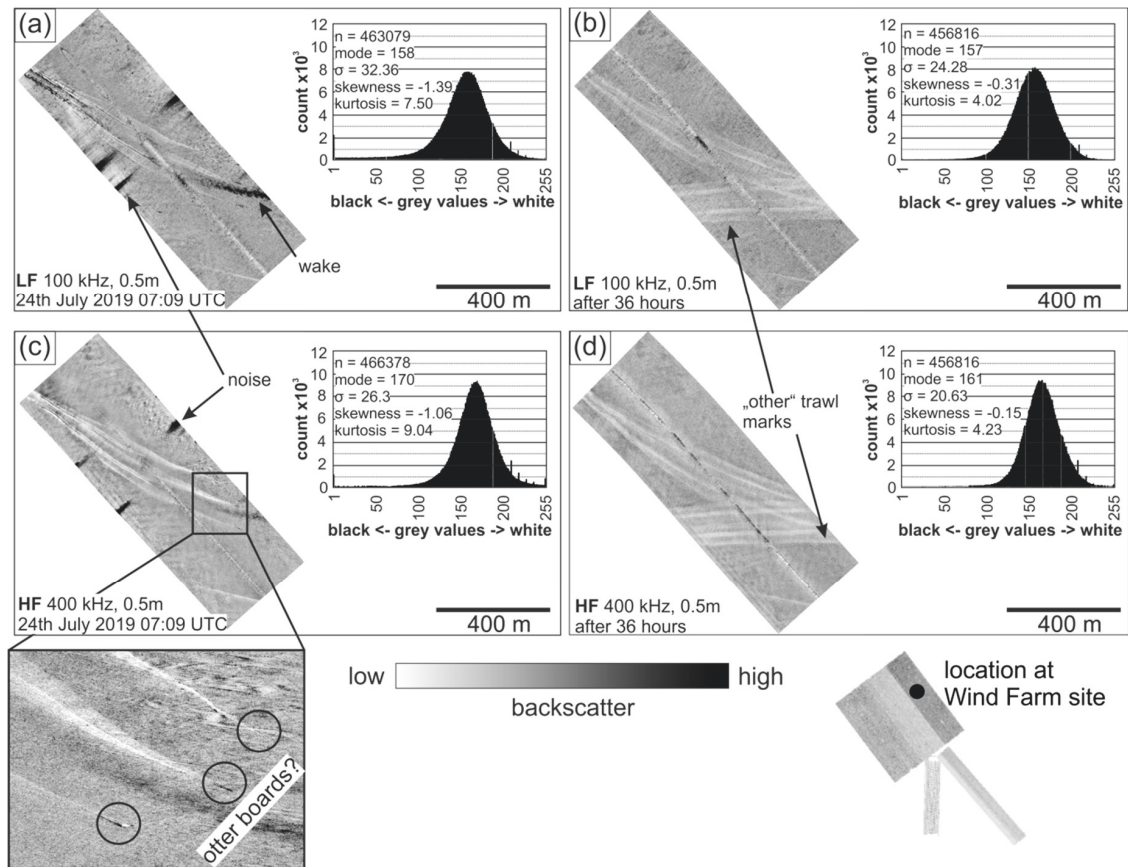 (a)
n = 463079
mode = 158
σ = 32.36
skewness = -1.39
kurtosis = 7.50
count x10³
12
10
8
6
4
2
0
1
50
100
150
200
255
black <- grey values -> white
wake
LF 100 kHz, 0.5m
24th July 2019 07:09 UTC
400 m
(b)
n = 456816
mode = 157
σ = 24.28
skewness = -0.31
kurtosis = 4.02
count x10³
12
10
8
6
4
2
0
1
50
100
150
200
255
black <- grey values -> white
LF 100 kHz, 0.5m
after 36 hours
400 m
(c)
noise
n = 466378
mode = 170
σ = 26.3
skewness = -1.06
kurtosis = 9.04
count x10³
12
10
8
6
4
2
0
1
50
100
150
200
255
black <- grey values -> white
HF 400 kHz, 0.5m
24th July 2019 07:09 UTC
400 m
(d)
„other“ trawl
marks
n = 456816
mode = 161
σ = 20.63
skewness = -0.15
kurtosis = 4.23
count x10³
12
10
8
6
4
2
0
1
50
100
150
200
255
black <- grey values -> white
HF 400 kHz, 0.5m
after 36 hours
400 m
otter boards?
low
high
backscatter
location at
Wind Farm site